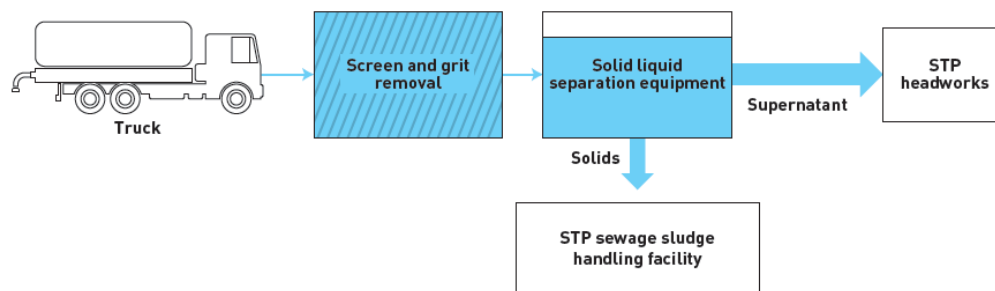 Truck
Screen and grit
removal
Solid liquid
separation equipment
Supernatant
STP
headworks
Solids
STP sewage sludge
handling facility